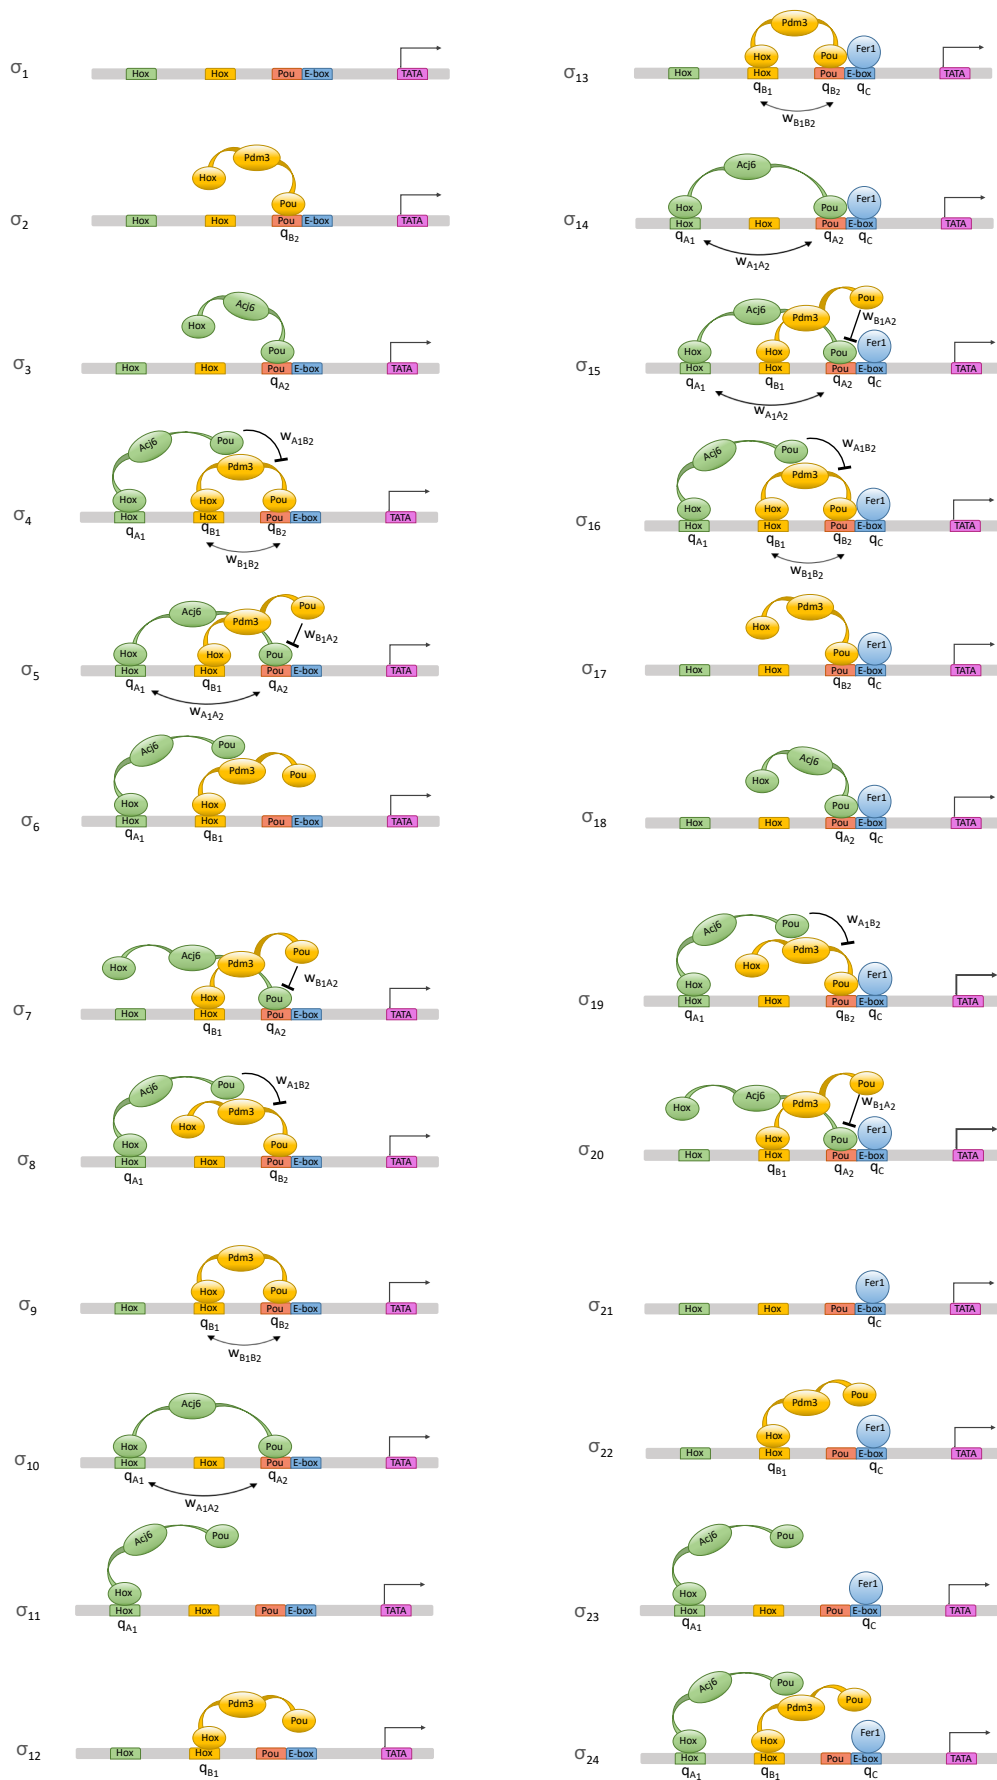 σ1
Hox Hox Pou E-box TATA
σ2
Pdm3
Hox
Pou
Hox Hox Pou E-box TATA
qB2
σ3
Acj6
Hox
Pou
Hox Hox Pou E-box TATA
qA2
σ4
Acj6 Pou wA1B2
Pdm3
Hox Hox Pou
Hox Hox Pou E-box TATA
qA1 qB1 qB2
wB1B2
σ5
Acj6 Pdm3 Pou
wB1A2
Hox Hox Pou
Hox Hox Pou E-box TATA
qA1 qB1 qA2
wA1A2
σ6
Acj6 Pou
Pdm3 Pou
Hox Hox
Hox Hox Pou E-box TATA
qA1 qB1
σ7
Hox Acj6 Pdm3 Pou
wB1A2
Hox Pou
Hox Hox Pou E-box TATA
qB1 qA2
σ8
Acj6 Pou wA1B2
Hox Pdm3
Hox Pou
Hox Hox Pou E-box TATA
qA1 qB2
σ9
Pdm3
Hox Pou
Hox Hox Pou E-box TATA
qB1 qB2
wB1B2
σ10
Acj6
Hox Pou
Hox Hox Pou E-box TATA
qA1 qA2
wA1A2
σ11
Acj6 Pou
Hox
Hox Hox Pou E-box TATA
qA1
σ12
Pdm3 Pou
Hox
Hox Hox Pou E-box TATA
qB1
σ13
Pdm3
Hox Pou Fer1
Hox Hox Pou E-box TATA
qB1 qB2 qC
wB1B2
σ14
Acj6
Hox Pou Fer1
Hox Hox Pou E-box TATA
qA1 qA2 qC
wA1A2
σ15
Acj6 Pdm3 Pou
wB1A2
Hox Hox Pou Fer1
Hox Hox Pou E-box TATA
qA1 qB1 qA2 qC
wA1A2
σ16
Acj6 Pou wA1B2
Pdm3
Hox Hox Pou Fer1
Hox Hox Pou E-box TATA
qA1 qB1 qB2 qC
wB1B2
σ17
Pdm3
Hox
Pou Fer1
Hox Hox Pou E-box TATA
qB2 qC
σ18
Acj6
Hox
Pou Fer1
Hox Hox Pou E-box TATA
qA2 qC
σ19
Acj6 Pou wA1B2
Hox Pdm3
Hox Pou Fer1
Hox Hox Pou E-box TATA
qA1 qB2 qC
σ20
Hox Acj6 Pdm3 Pou
wB1A2
Hox Pou Fer1
Hox Hox Pou E-box TATA
qB1 qA2 qC
σ21
Fer1
Hox Hox Pou E-box TATA
qC
σ22
Pdm3 Pou
Hox Fer1
Hox Hox Pou E-box TATA
qB1 qC
σ23
Acj6 Pou
Hox Fer1
Hox Hox Pou E-box TATA
qA1 qC
σ24
Acj6 Pou
Pdm3 Pou
Hox Hox Fer1
Hox Hox Pou E-box TATA
qA1 qB1 qC